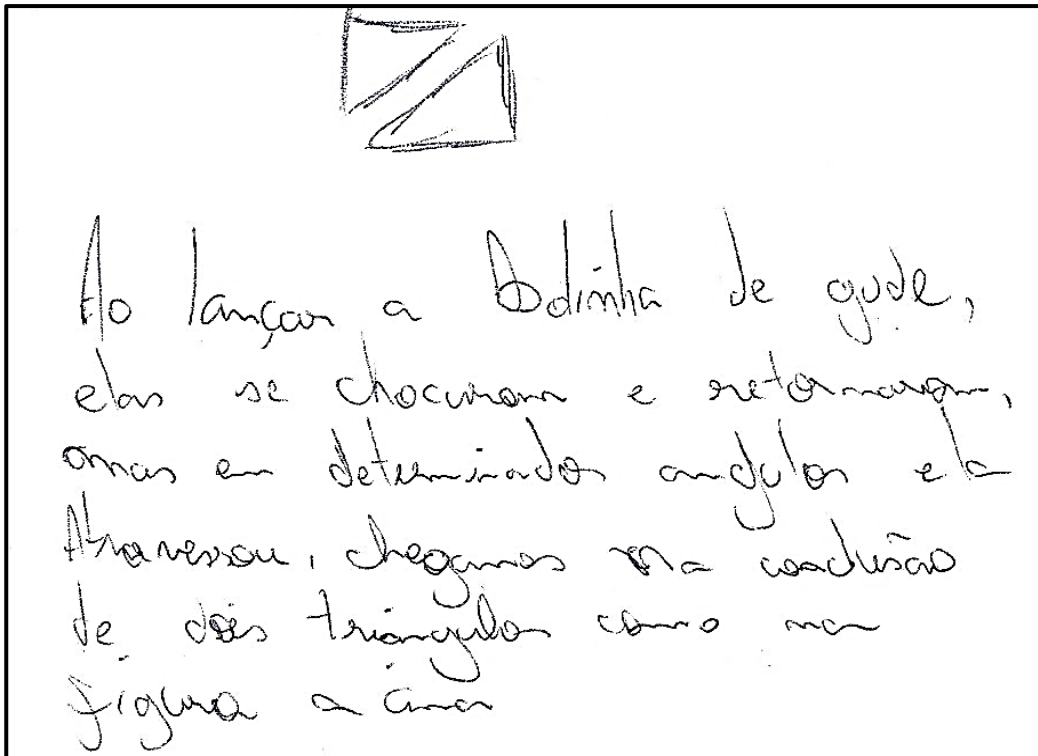 Ao lançar a bolinha de gude,
elas se chocaram e retornaram,
mas em determinados angulos ela
Atravessou, chegamos na conclusão
de dois triângulos como na
figura a cima